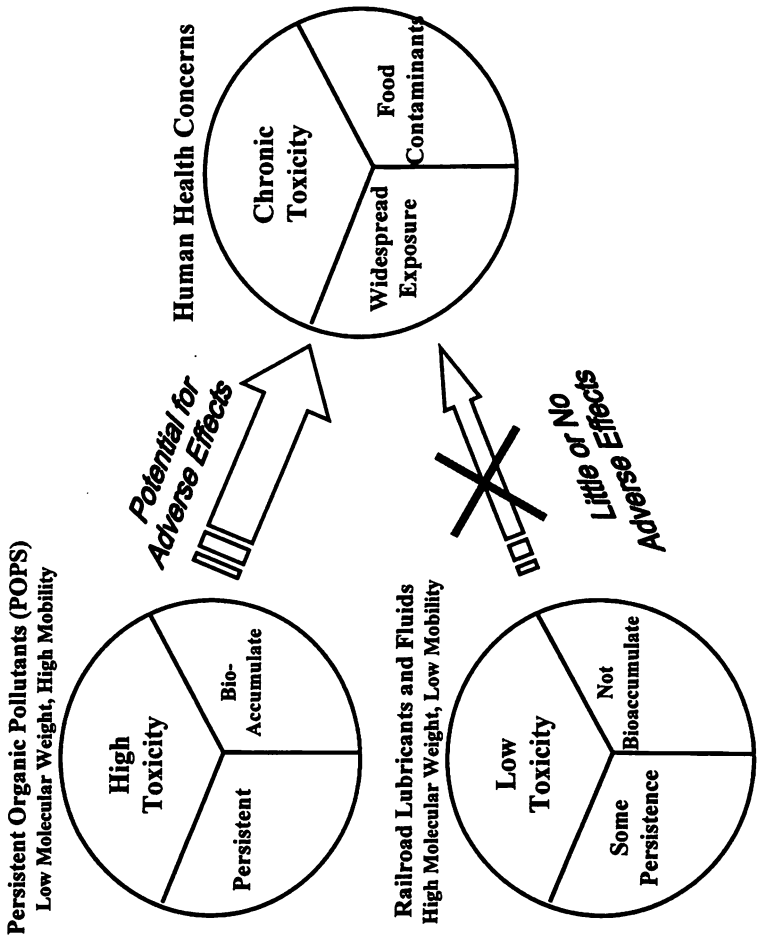 Persistent Organic Pollutants (POPS)
Low Molecular Weight, High Mobility
High
Toxicity
Persistent
Bio-
Accumulate
Potential for
Adverse Effects
Human Health Concerns
Chronic
Toxicity
Widespread
Exposure
Food
Contaminants
Railroad Lubricants and Fluids
High Molecular Weight, Low Mobility
Low
Toxicity
Some
Persistence
Not
Bioaccumulate
Little or No
Adverse Effects